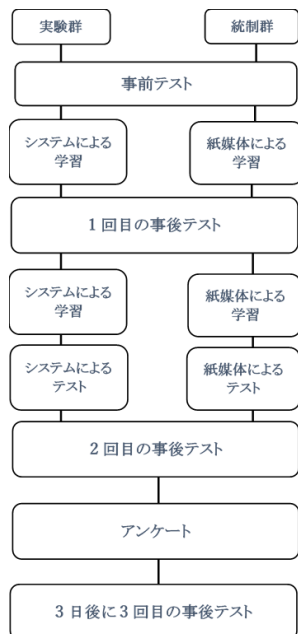 実験群
統制群
事前テスト
システムによる
学習
紙媒体による
学習
1回目の事後テスト
システムによる
学習
紙媒体による
学習
システムによる
テスト
紙媒体による
テスト
2回目の事後テスト
アンケート
3日後に3回目の事後テスト